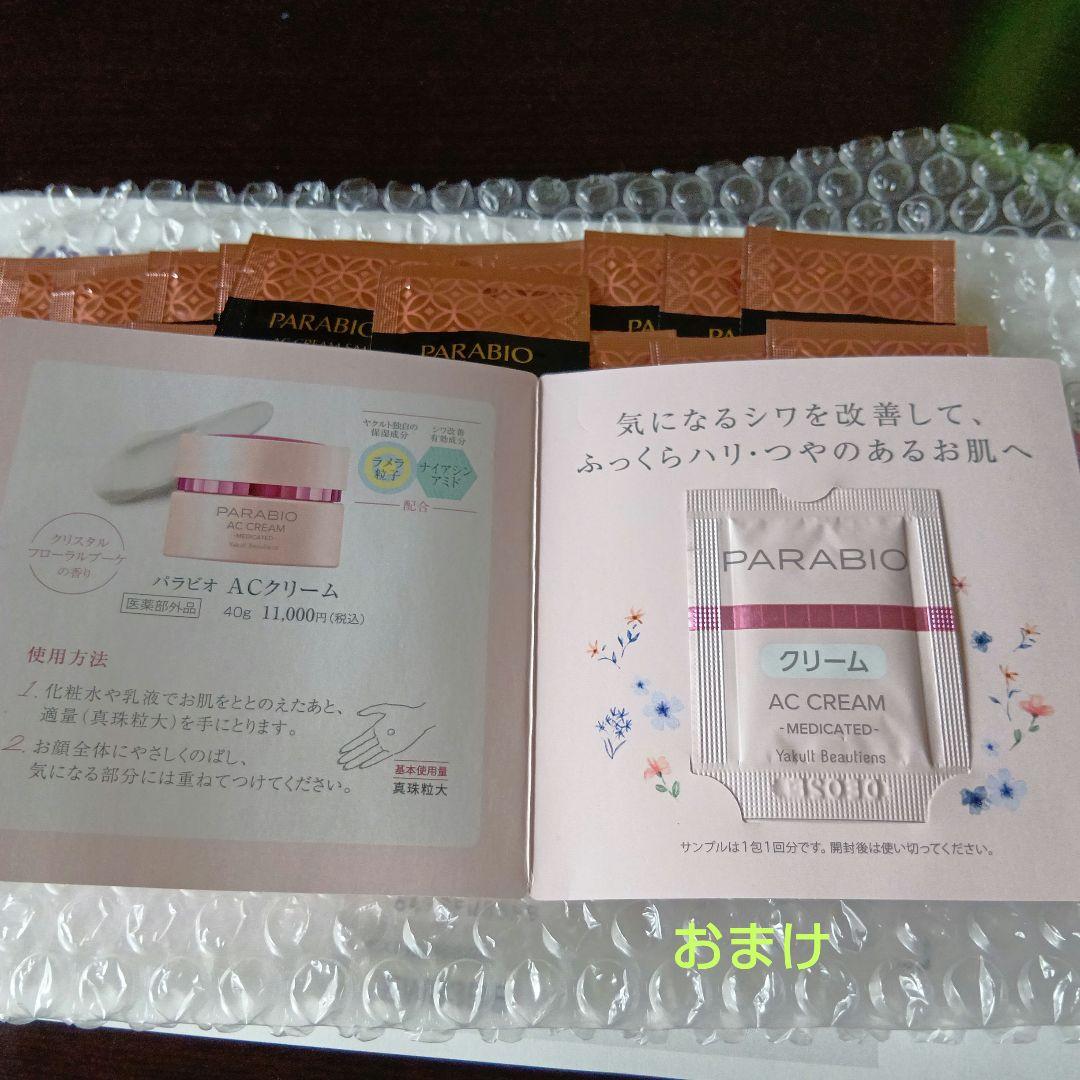 PARABIO
PARABIO
PA
ヤクルト独自の
保湿成分
シワ改善
有効成分
ラメラ
粒子
ナイアシン
アミド
配合
PARABIO
AC CREAM
-MEDICATED-
Yakult Beautiens
クリスタル
フローラルブーケ
の香り
パラビオ ACクリーム
医薬部外品 40g 11,000円(税込)
使用方法
1. 化粧水や乳液でお肌をととのえたあと、
適量(真珠粒大)を手にとります。
2. お顔全体にやさしくのばし、
気になる部分には重ねてつけてください。
基本使用量
真珠粒大
気になるシワを改善して、
ふっくらハリ・つやのあるお肌へ
PARABIO
クリーム
AC CREAM
-MEDICATED-
Yakult Beautiens
サンプルは1包1回分です。開封後は使い切ってください。
おまけ